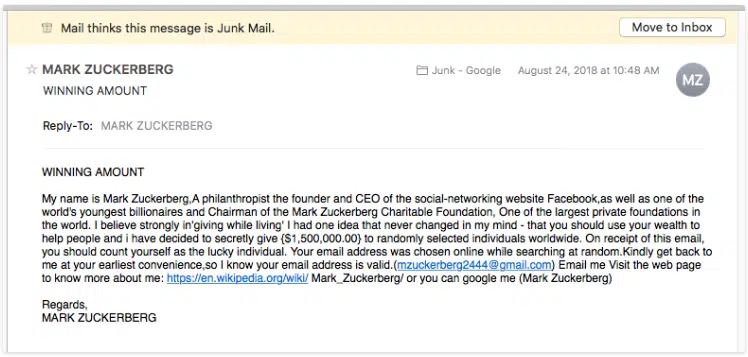 Mail thinks this message is Junk Mail.
Move to Inbox
MARK ZUCKERBERG
Junk - Google
August 24, 2018 at 10:48 AM
MZ
WINNING AMOUNT
Reply-To: MARK ZUCKERBERG
WINNING AMOUNT
My name is Mark Zuckerberg,A philanthropist the founder and CEO of the social-networking website Facebook,as well as one of the
world's youngest billionaires and Chairman of the Mark Zuckerberg Charitable Foundation, One of the largest private foundations in
the world. I believe strongly in'giving while living' I had one idea that never changed in my mind - that you should use your wealth to
help people and i have decided to secretly give {$1,500,000.00} to randomly selected individuals worldwide. On receipt of this email,
you should count yourself as the lucky individual. Your email address was chosen online while searching at random.Kindly get back to
me at your earliest convenience,so I know your email address is valid.(mzuckerberg2444@gmail.com) Email me Visit the web page
to know more about me: https://en.wikipedia.org/wiki/ Mark_Zuckerberg/ or you can google me (Mark Zuckerberg)
Regards,
MARK ZUCKERBERG